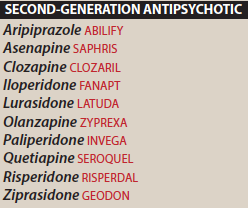 SECOND-GENERATION ANTIPSYCHOTIC
Aripiprazole ABILIFY
Asenapine SAPHRIS
Clozapine CLOZARIL
Iloperidone FANAPT
Lurasidone LATUDA
Olanzapine ZYPREXA
Paliperidone INVEGA
Quetiapine SEROQUEL
Risperidone RISPERDAL
Ziprasidone GEODON